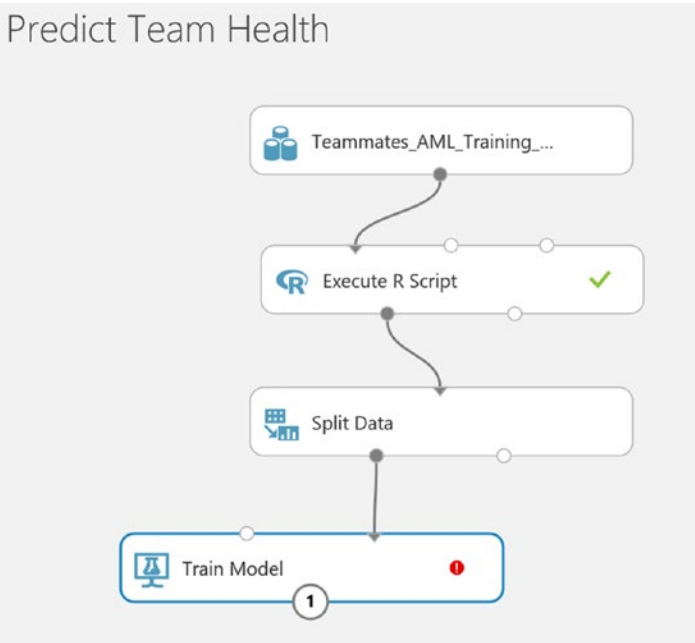 Predict Team Health
Teammates_AML_Training_...
R Execute R Script
Split Data
Train Model
1